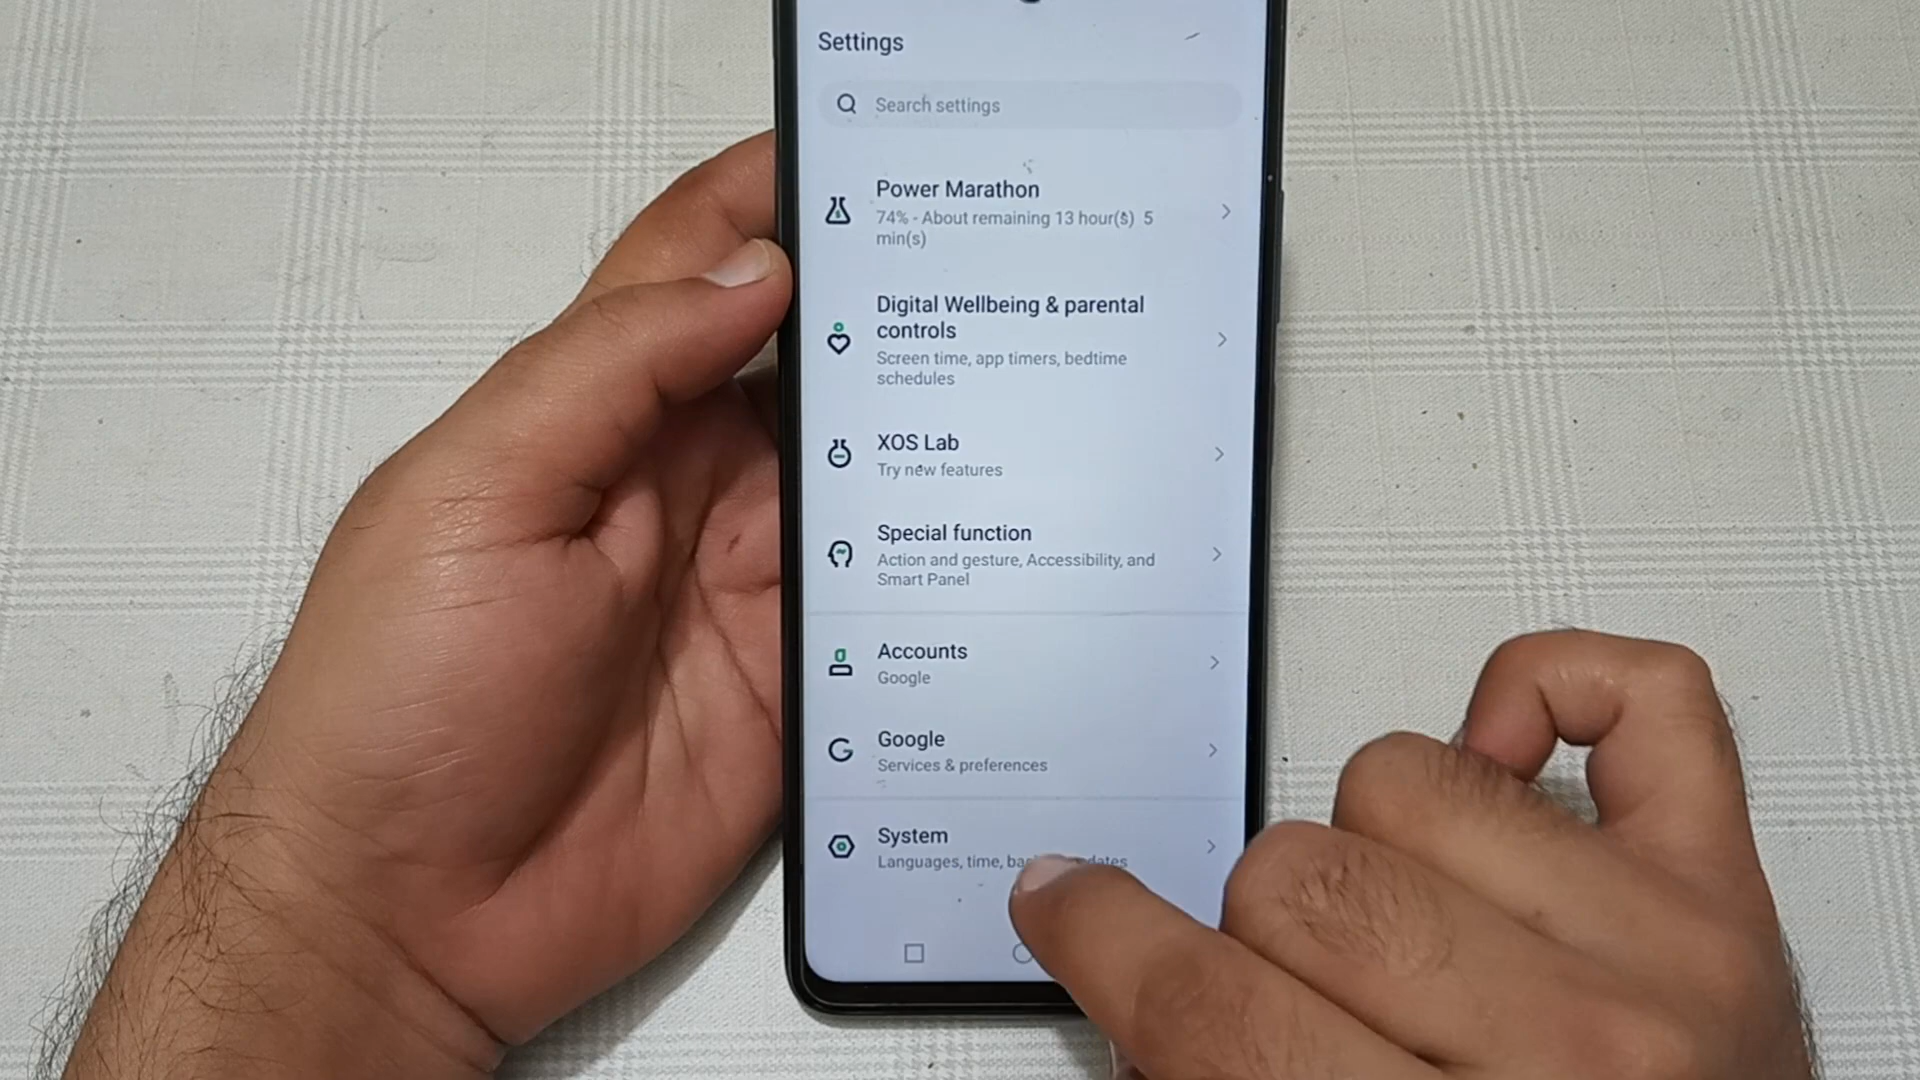 Settings
Search settings
Power Marathon
74% - About remaining 13 hour(s) 5
min(s)
Digital Wellbeing & parental
controls
Screen time, app timers, bedtime
schedules
XOS Lab
Try new features
Special function
Action and gesture, Accessibility, and
Smart Panel
Accounts
Google
Google
Services & preferences
System
Languages, time,